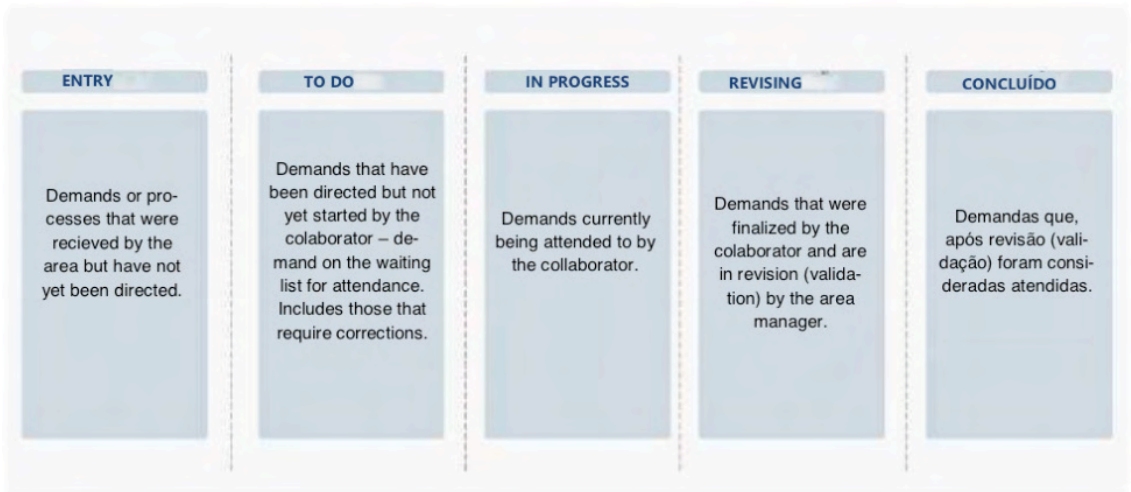 ENTRY
Demands or pro-
cesses that were
recieved by the
area but have not
yet been directed.
TO DO
Demands that have
been directed but not
yet started by the
colaborator – de-
mand on the waiting
list for attendance.
Includes those that
require corrections.
IN PROGRESS
Demands currently
being attended to by
the collaborator.
REVISING
Demands that were
finalized by the
colaborator and are
in revision (valida-
tion) by the area
manager.
CONCLUÍDO
Demandas que,
após revisão (vali-
dação) foram consi-
deradas atendidas.